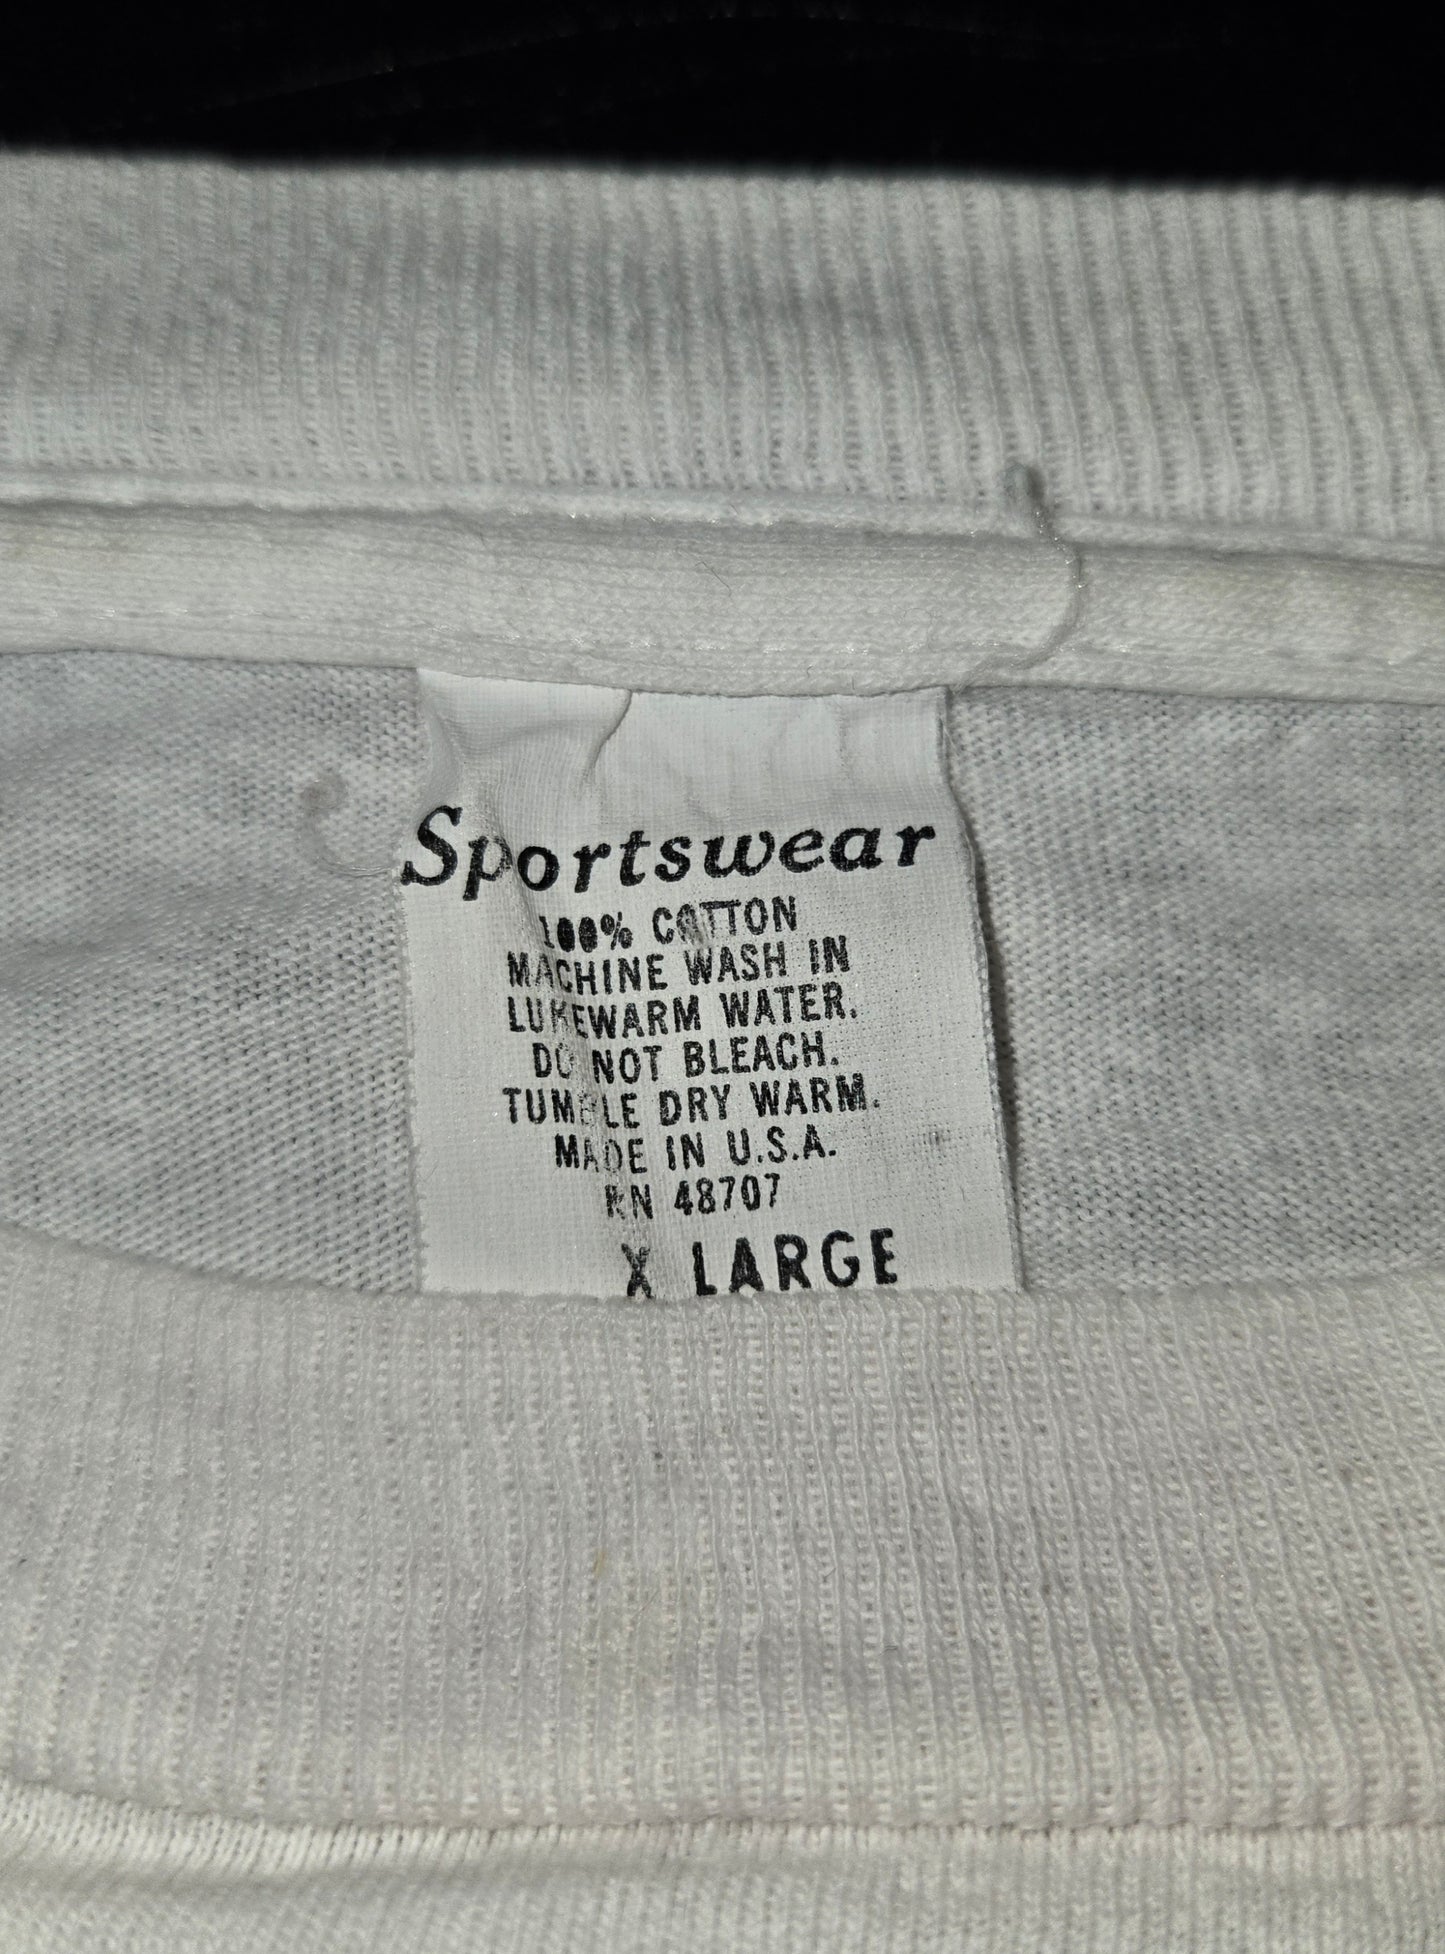 Sportswear
100% COTTON
MACHINE WASH IN
LUKEWARM WATER.
DO NOT BLEACH.
TUMBLE DRY WARM.
MADE IN U.S.A.
RN 48707
X LARGE